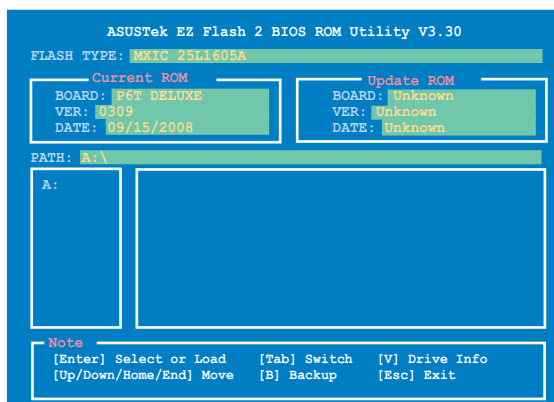 ASUSTek EZ Flash 2 BIOS ROM Utility V3.30
FLASH TYPE: MXIC 25L1605A
Current ROM
BOARD: P6T DELUXE
VER: 0309
DATE: 09/15/2008
Update ROM
BOARD: Unknown
VER: Unknown
DATE: Unknown
PATH: A:\
A:
Note
[Enter] Select or Load [Tab] Switch [V] Drive Info
[Up/Down/Home/End] Move [B] Backup [Esc] Exit